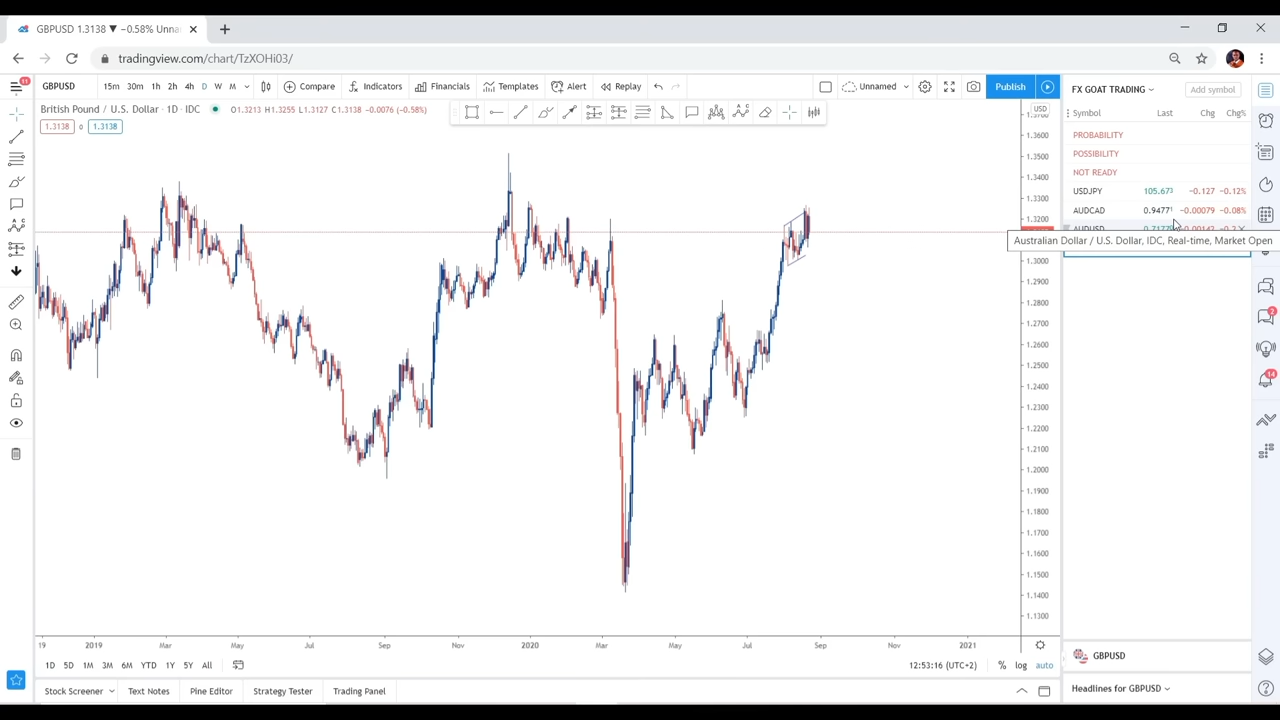 GBPUSD 1.3138 ▼ −0.58% Unna
tradingview.com/chart/TzXOHi03/
11
GBPUSD 15m 30m 1h 2h 4h D W M Compare Indicators Financials Templates Alert Replay Unnamed Publish
FX GOAT TRADING Add symbol
British Pound / U.S. Dollar · 1D · IDC O1.3213 H1.3255 L1.3127 C1.3138 −0.0076 (−0.58%)
1.3138 0 1.3138
USD
Symbol Last Chg Chg%
PROBABILITY
POSSIBILITY
NOT READY
USDJPY 105.673 −0.127 −0.12%
AUDCAD 0.94771 −0.00079 −0.08%
Australian Dollar / U.S. Dollar, IDC, Real-time, Market Open
1.3600
1.3500
1.3400
1.3300
1.3200
1.3000
1.2900
1.2800
1.2700
1.2600
1.2500
1.2400
1.2300
1.2200
1.2100
1.2000
1.1900
1.1800
1.1700
1.1600
1.1500
1.1400
1.1300
2
14
19 2019 Mar May Jul Sep Nov 2020 Mar May Jul Sep Nov 2021
1D 5D 1M 3M 6M YTD 1Y 5Y All 12:53:16 (UTC+2) % log auto
GBPUSD
Stock Screener Text Notes Pine Editor Strategy Tester Trading Panel
Headlines for GBPUSD